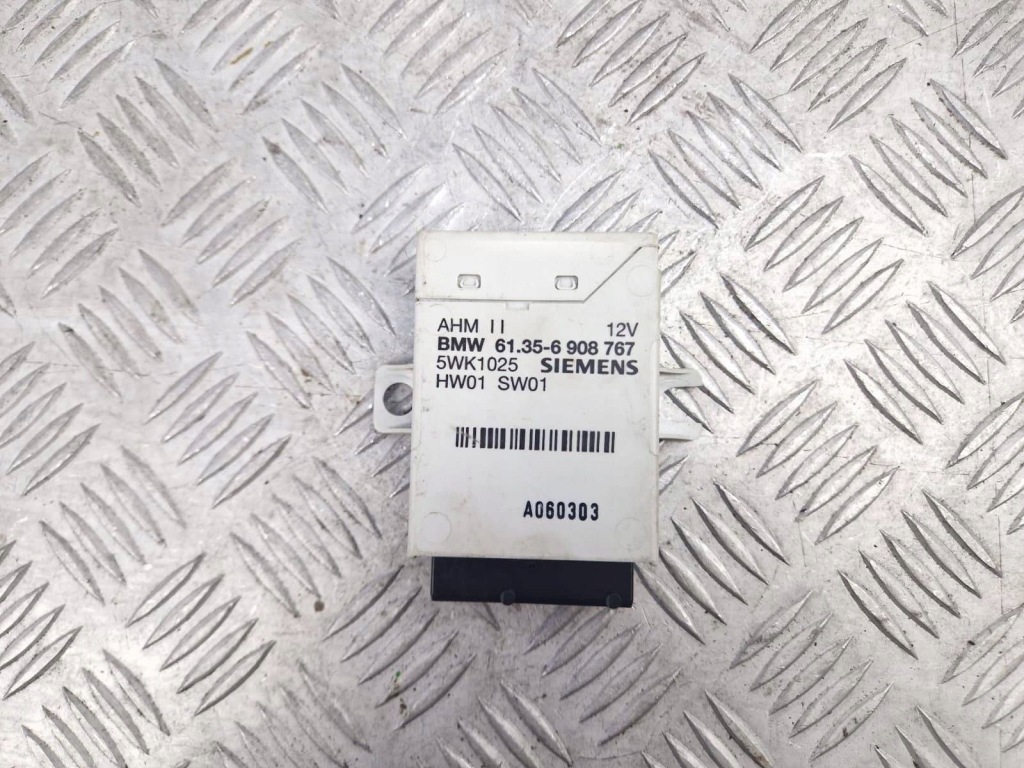 AHM II 12V
BMW 61.35-6 908 767
5WK1025 SIEMENS
HW01 SW01
A060303